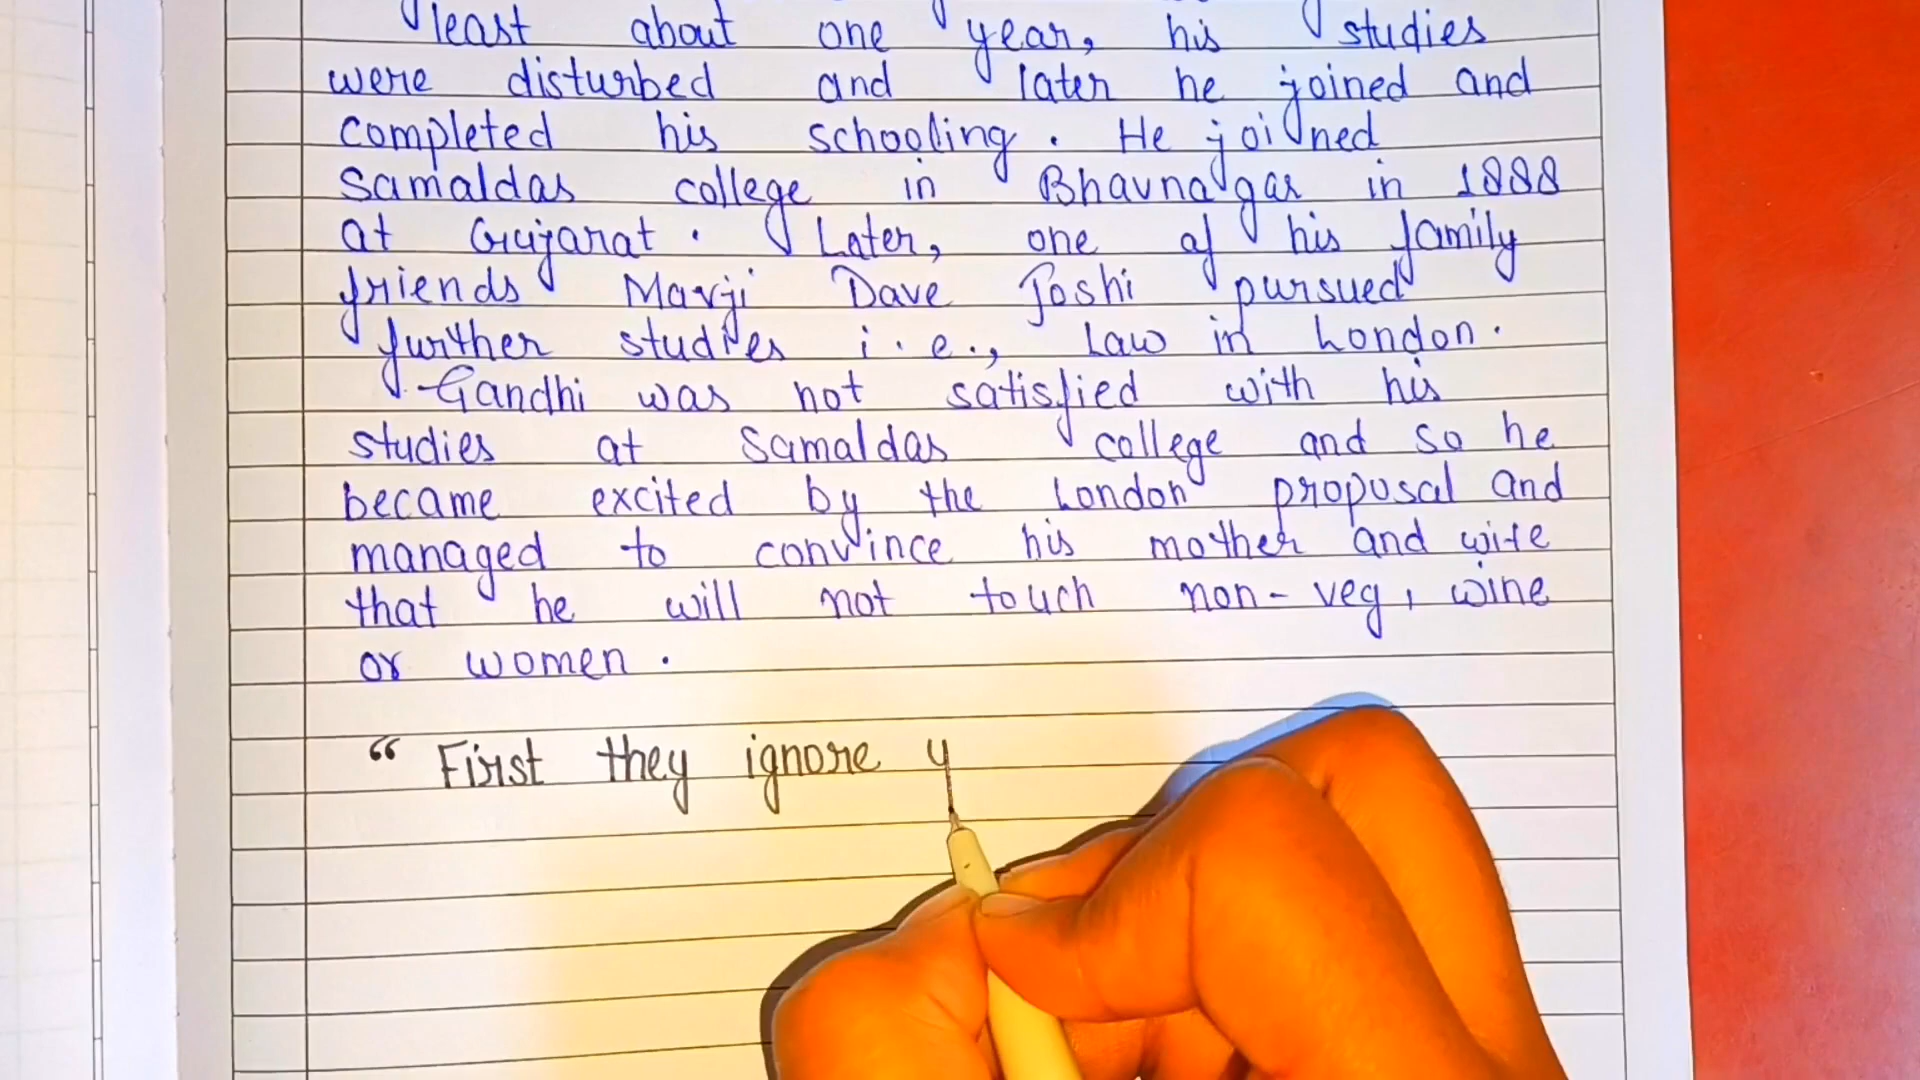 least about one year, his studies
were disturbed and later he joined and
completed his schooling. He joined
Samaldas college in Bhavnagar in 1888
at Gujarat. Later, one of his family
friends Mavji Dave Joshi pursued
further studies i.e., Law in London.
Gandhi was not satisfied with his
studies at Samaldas college and so he
became excited by the London proposal and
managed to convince his mother and wife
that he will not touch non-veg, wine
or women.
“ First they ignore y